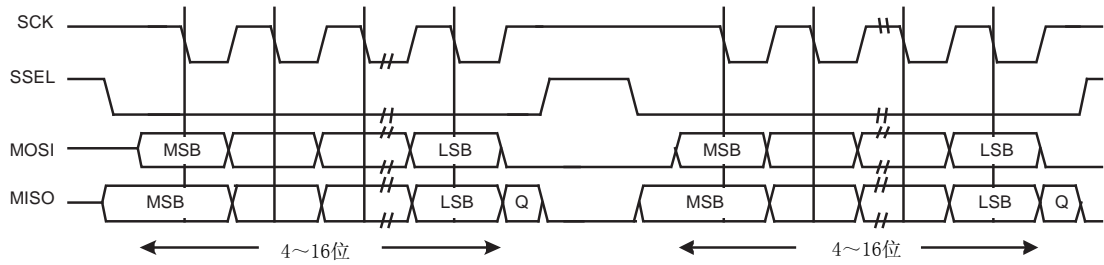 SCK
SSEL
MOSI MSB LSB MSB LSB
MISO MSB LSB Q MSB LSB Q
4～16位 4～16位